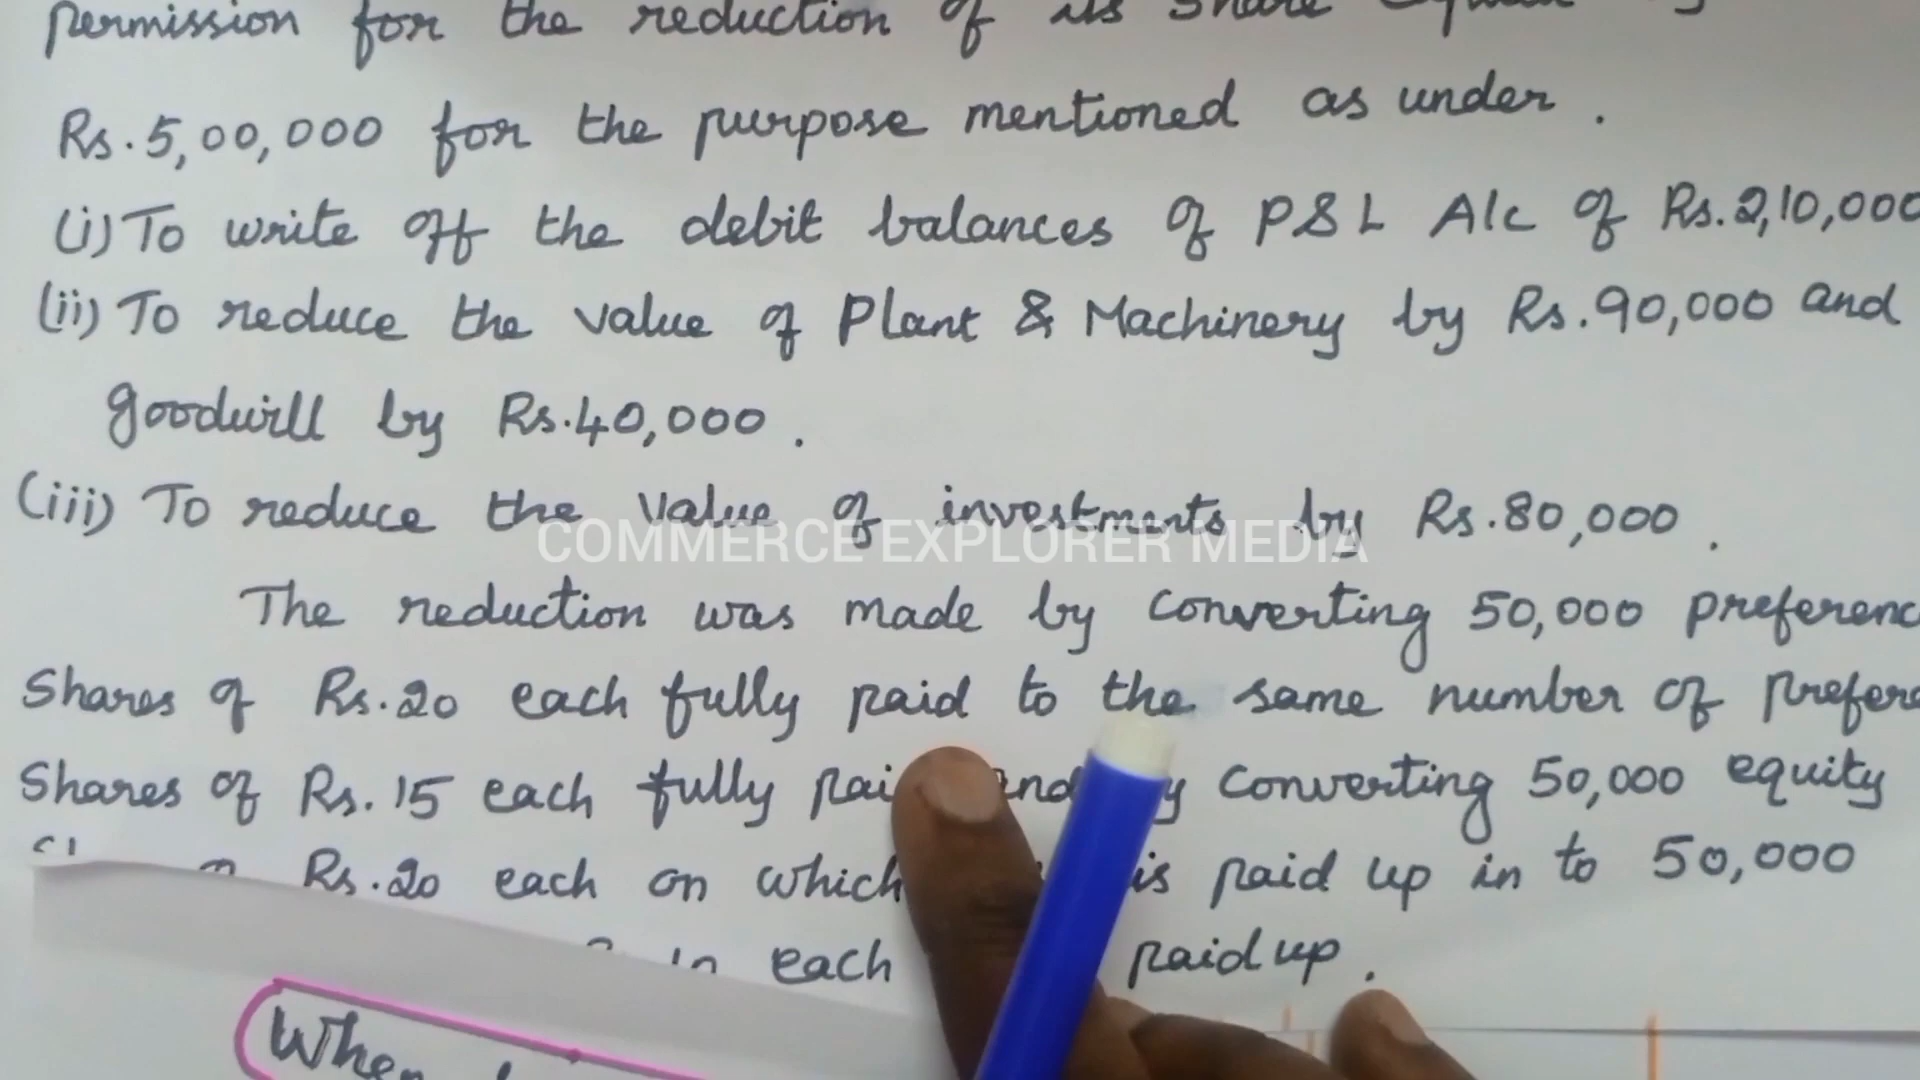 permission for the reduction of its share by
Rs.5,00,000 for the purpose mentioned as under.
(i) To write off the debit balances of P&L A/c of Rs.2,10,000
(ii) To reduce the value of Plant & Machinery by Rs.90,000 and
goodwill by Rs.40,000.
(iii) To reduce the value of investments by Rs.80,000.
COMMERCE EXPLORER MEDIA
The reduction was made by converting 50,000 preferenc
Shares of Rs.20 each fully paid to the same number of prefere
Shares of Rs.15 each fully pai nd y converting 50,000 equity
Rs.20 each on which is paid up in to 50,000
each paid up.
When